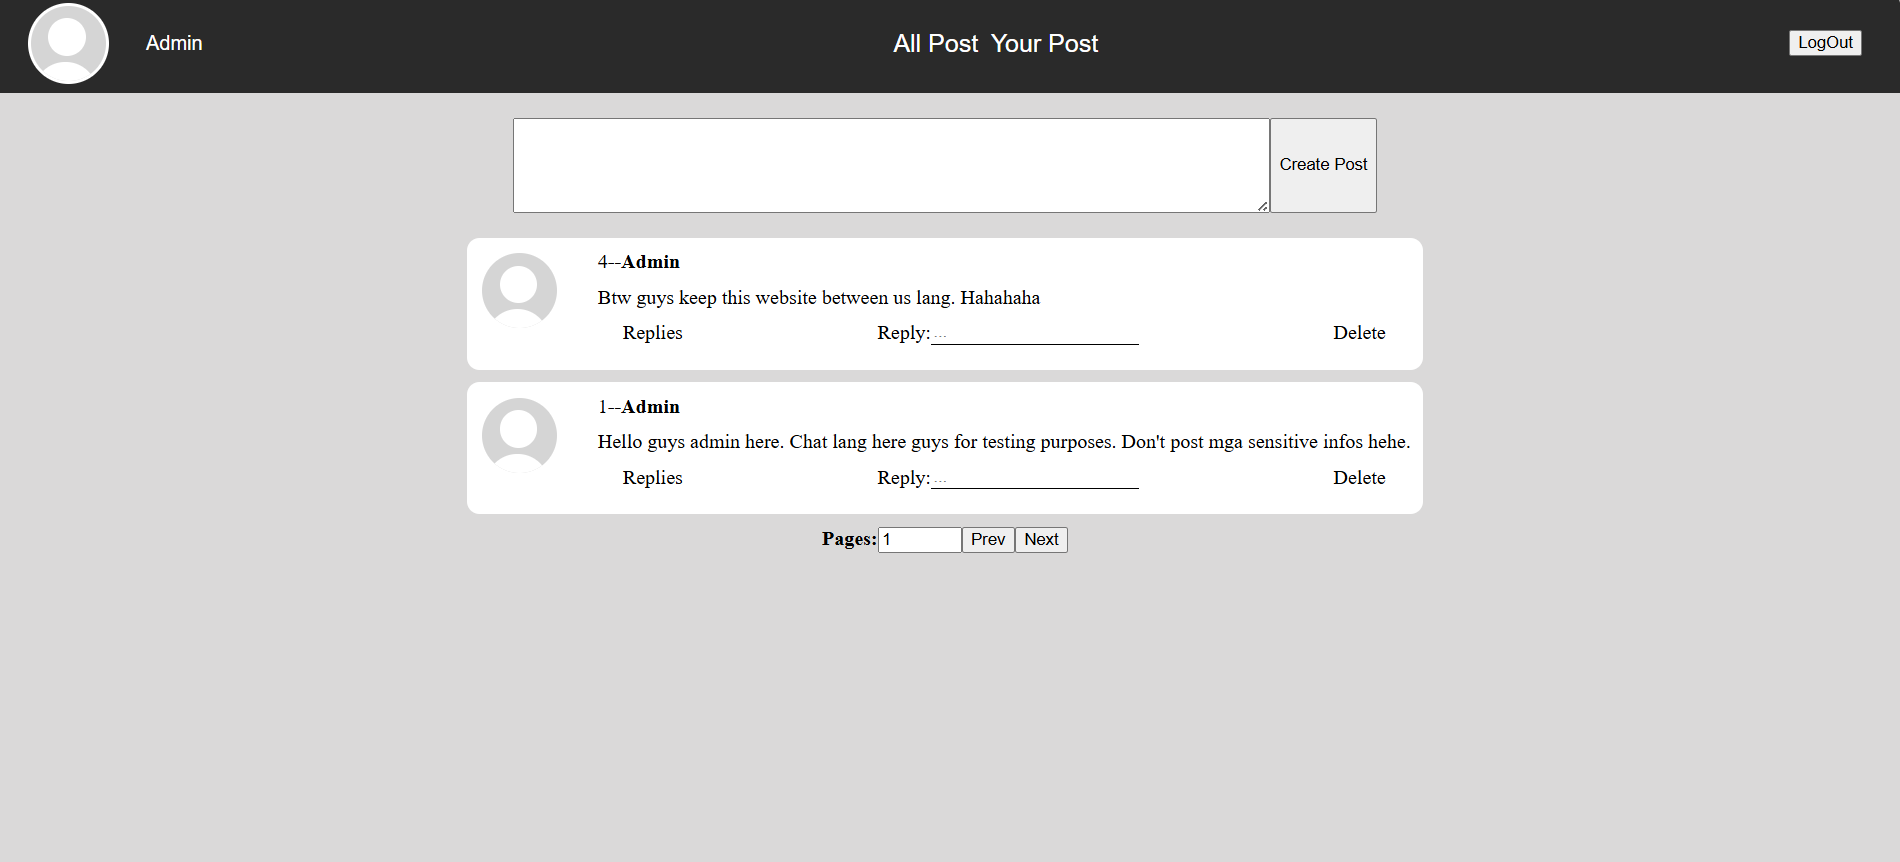 Admin
All Post Your Post
LogOut
Create Post
4--Admin
Btw guys keep this website between us lang. Hahahaha
Replies Reply: ... Delete
1--Admin
Hello guys admin here. Chat lang here guys for testing purposes. Don't post mga sensitive infos hehe.
Replies Reply: ... Delete
Pages: 1 Prev Next